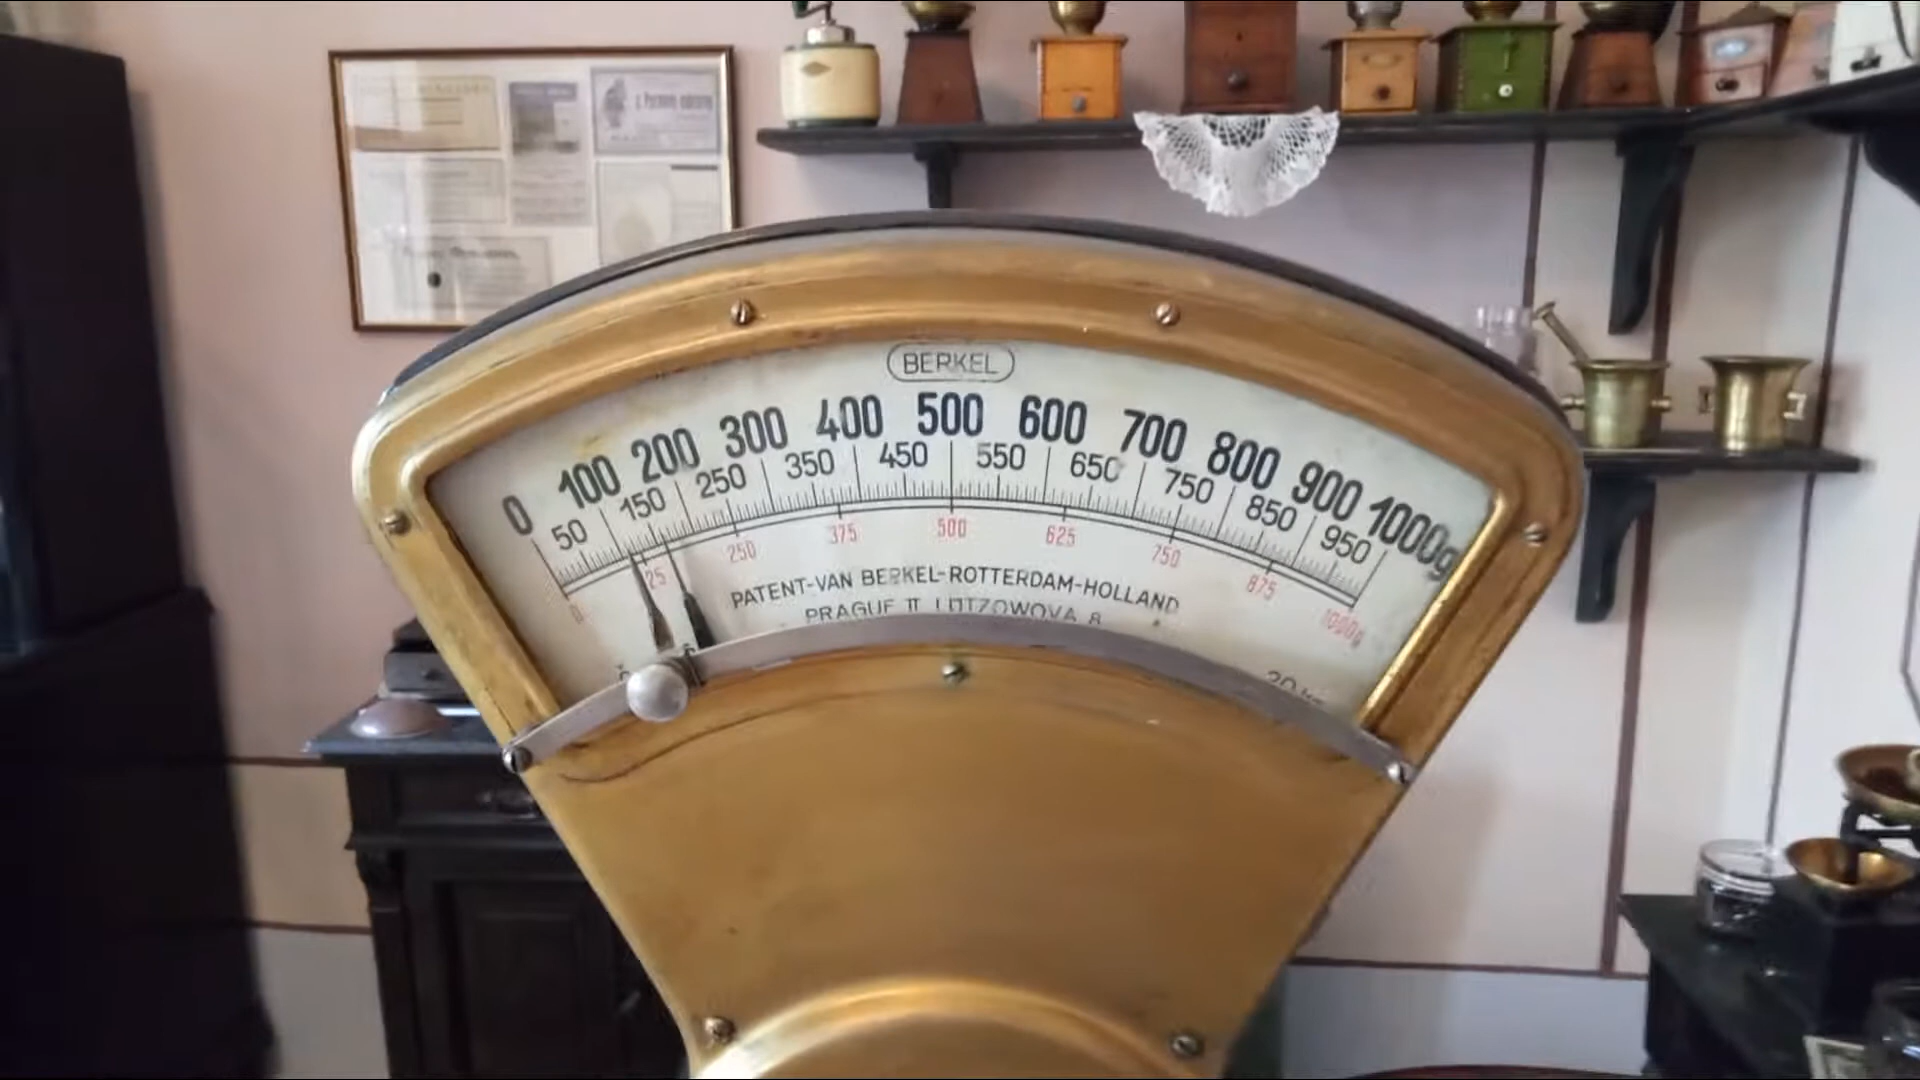 BERKEL
0 100 200 300 400 500 600 700 800 900 1000g
50 150 250 350 450 550 650 750 850 950
0 25 250 375 500 625 750 875 1000g
PATENT-VAN BERKEL-ROTTERDAM-HOLLAND
PRAGUE II LÜTZOWOVA 8